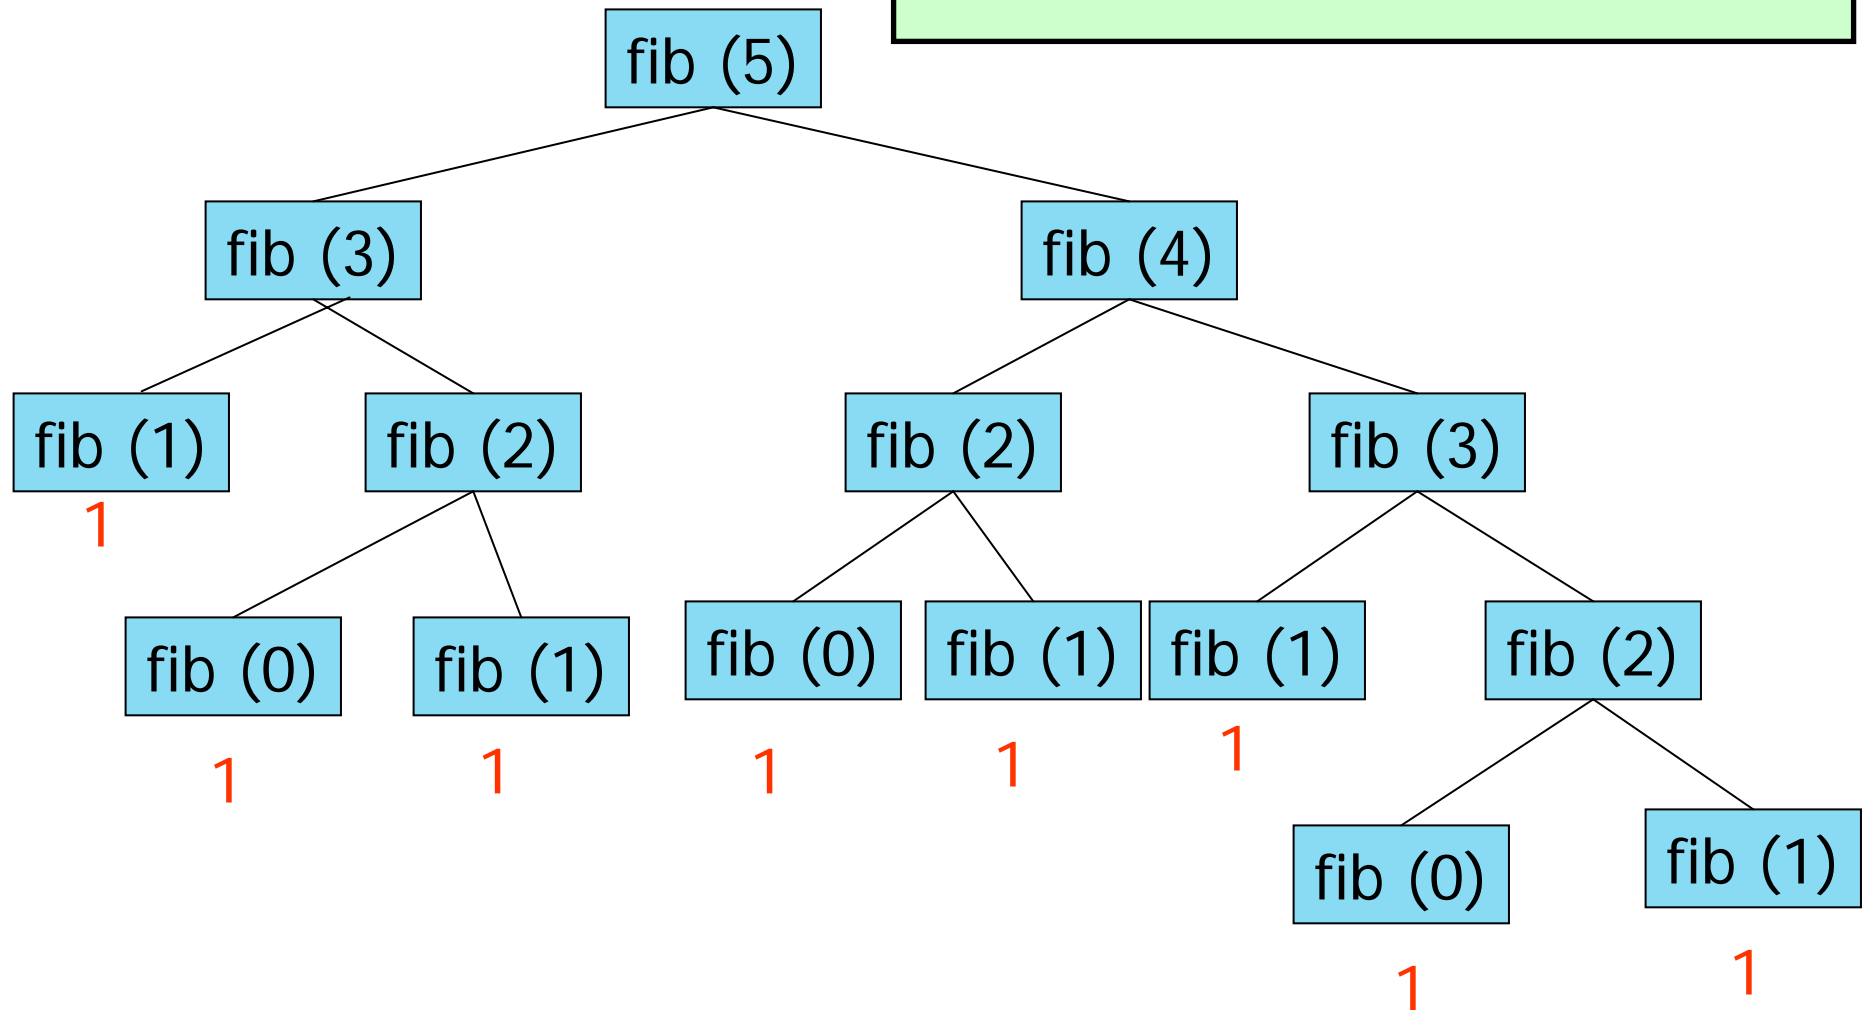 fib (5)
fib (3) fib (4)
fib (1) fib (2) fib (2) fib (3)
1
fib (0) fib (1) fib (0) fib (1) fib (1) fib (2)
1 1 1 1 1
fib (0) fib (1)
1 1